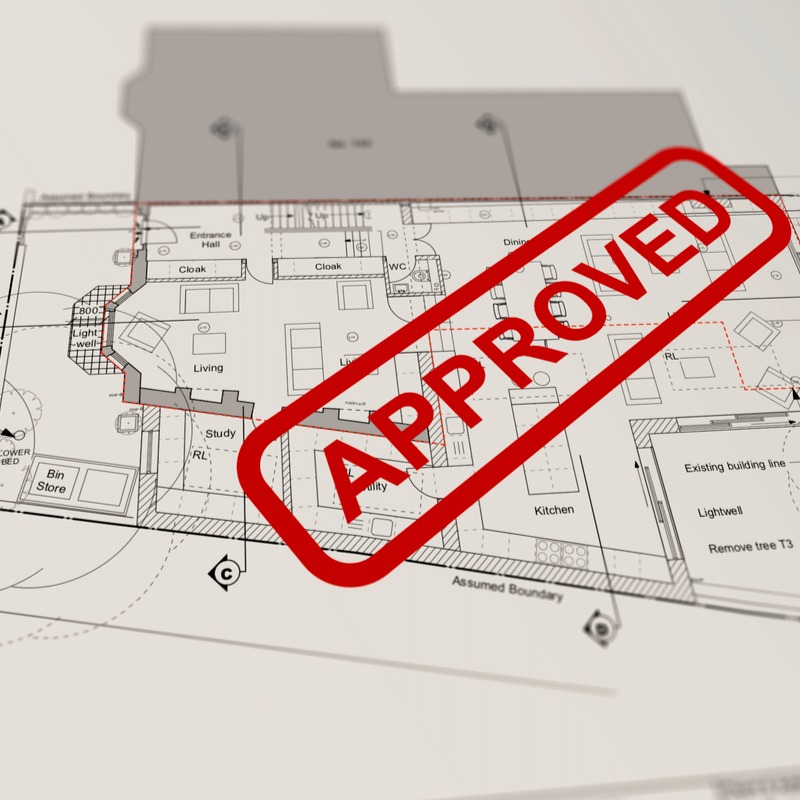 Assumed Boundary
Up
Up
Entrance
Hall
Cloak
Cloak
WC
Dining
800
Light
well
Living
Study
RL
RL
Bin
Store
Kitchen
Existing building line
Lightwell
Remove tree T3
C
Assumed Boundary
APPROVED